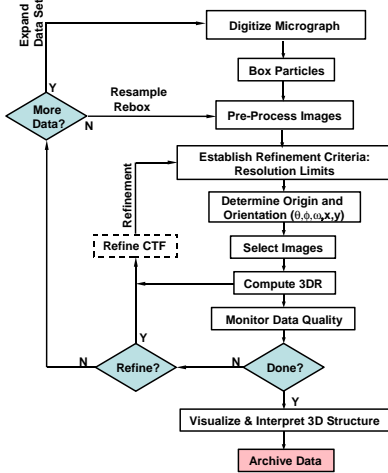 Expand
Data Set
Digitize Micrograph
Box Particles
Y
More
Data?
N
Resample
Rebox
Pre-Process Images
Establish Refinement Criteria:
Resolution Limits
Refinement
Determine Origin and
Orientation (θ,ϕ,ω,x,y)
Refine CTF
Select Images
Compute 3DR
Monitor Data Quality
Y
N
Refine?
N
Done?
Y
Visualize & Interpret 3D Structure
Archive Data